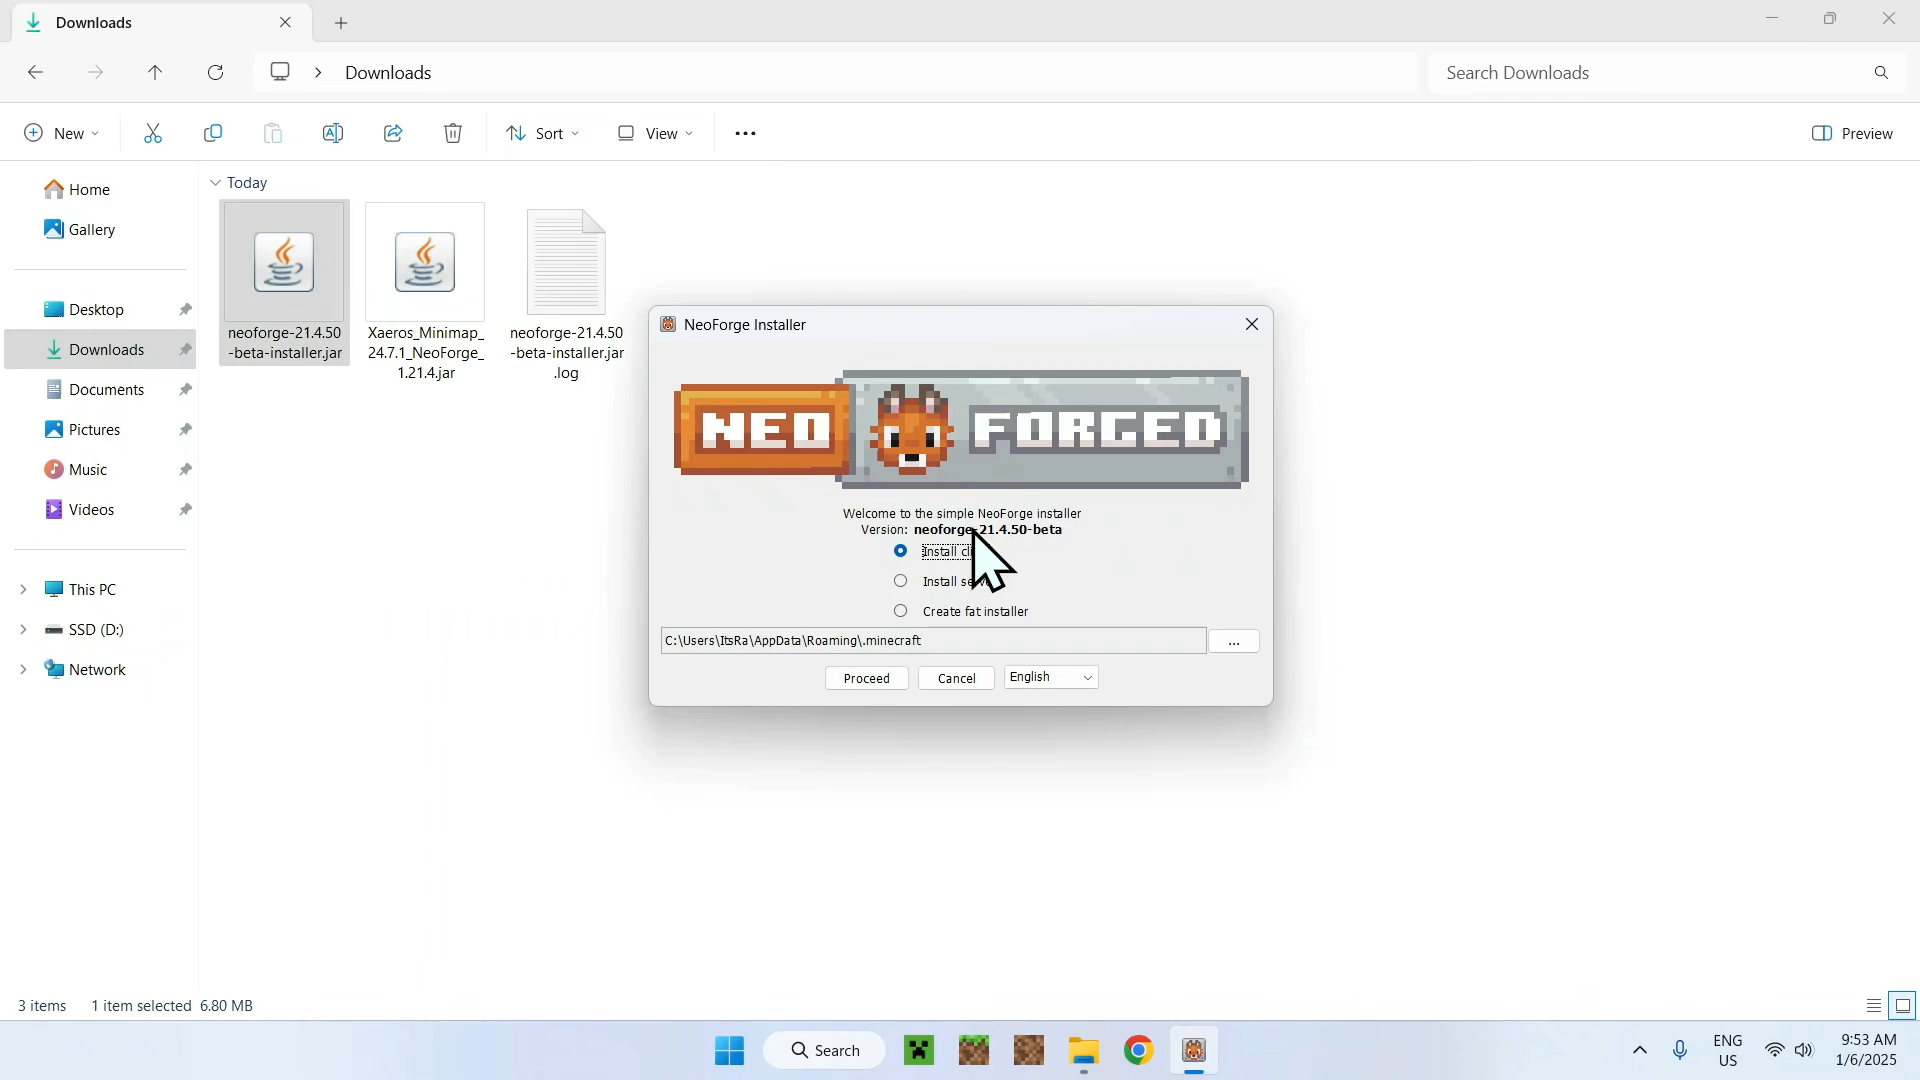 Downloads
Downloads
Search Downloads
New
Sort
View
Preview
Home
Gallery
Desktop
Downloads
Documents
Pictures
Music
Videos
This PC
SSD (D:)
Network
Today
neoforge-21.4.50
-beta-installer.jar
Xaeros_Minimap_
24.7.1_NeoForge_
1.21.4.jar
neoforge-21.4.50
-beta-installer.jar
.log
NeoForge Installer
NEO FORGED
Welcome to the simple NeoForge installer
Version: neoforge-21.4.50-beta
Install
Install
Create fat installer
C:\Users\ItsRa\AppData\Roaming\.minecraft
...
Proceed
Cancel
English
3 items
1 item selected 6.80 MB
Search
ENG
US
9:53 AM
1/6/2025